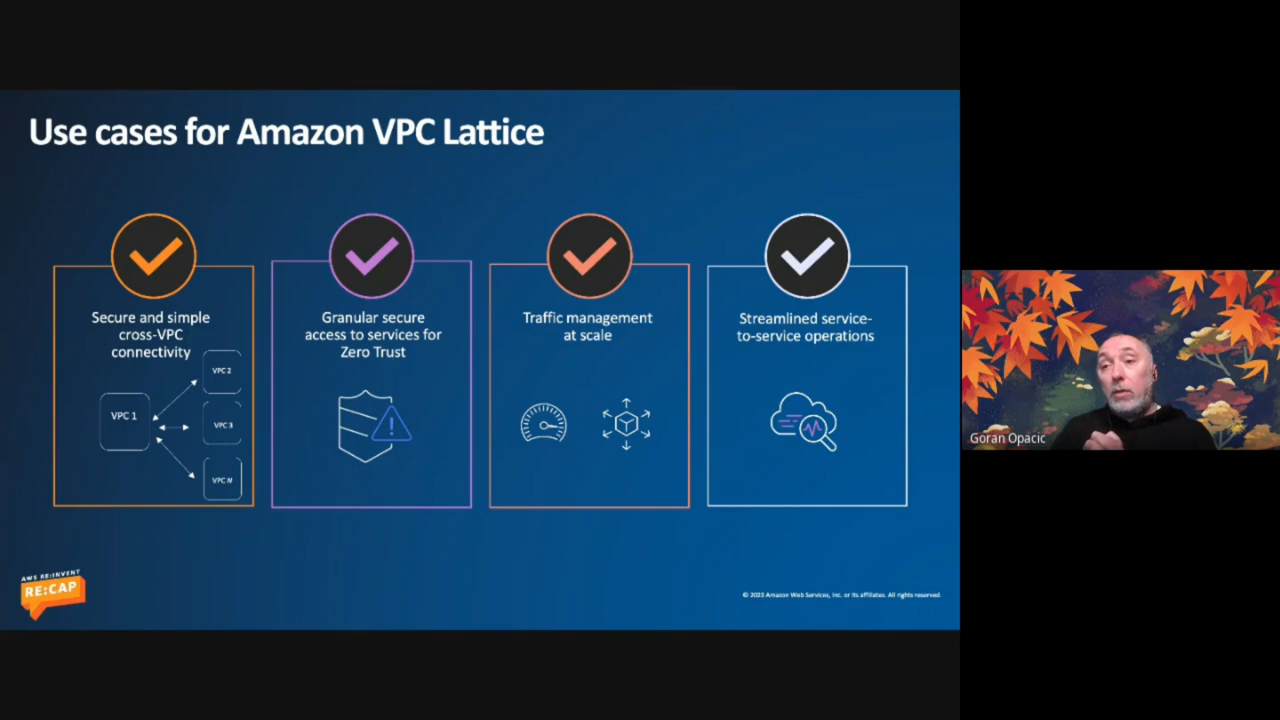 Use cases for Amazon VPC Lattice
Secure and simple
cross-VPC
connectivity
VPC 1
VPC 2
VPC 3
VPC N
Granular secure
access to services for
Zero Trust
Traffic management
at scale
Streamlined service-
to-service operations
AWS RE:INVENT
RE:CAP
© 2023 Amazon Web Services, Inc. or its affiliates. All rights reserved.
Goran Opacic